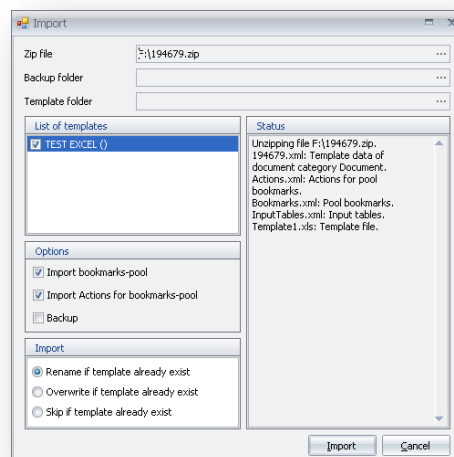 Import
Zip file
F:\194679.zip
...
Backup folder
...
Template folder
...
List of templates
TEST EXCEL ()
Options
Import bookmarks-pool
Import Actions for bookmarks-pool
Backup
Import
Rename if template already exist
Overwrite if template already exist
Skip if template already exist
Status
Unzipping file F:\194679.zip.
194679.xml: Template data of
document category Document.
Actions.xml: Actions for pool
bookmarks.
Bookmarks.xml: Pool bookmarks.
InputTables.xml: Input tables.
Template1.xls: Template file.
Import
Cancel